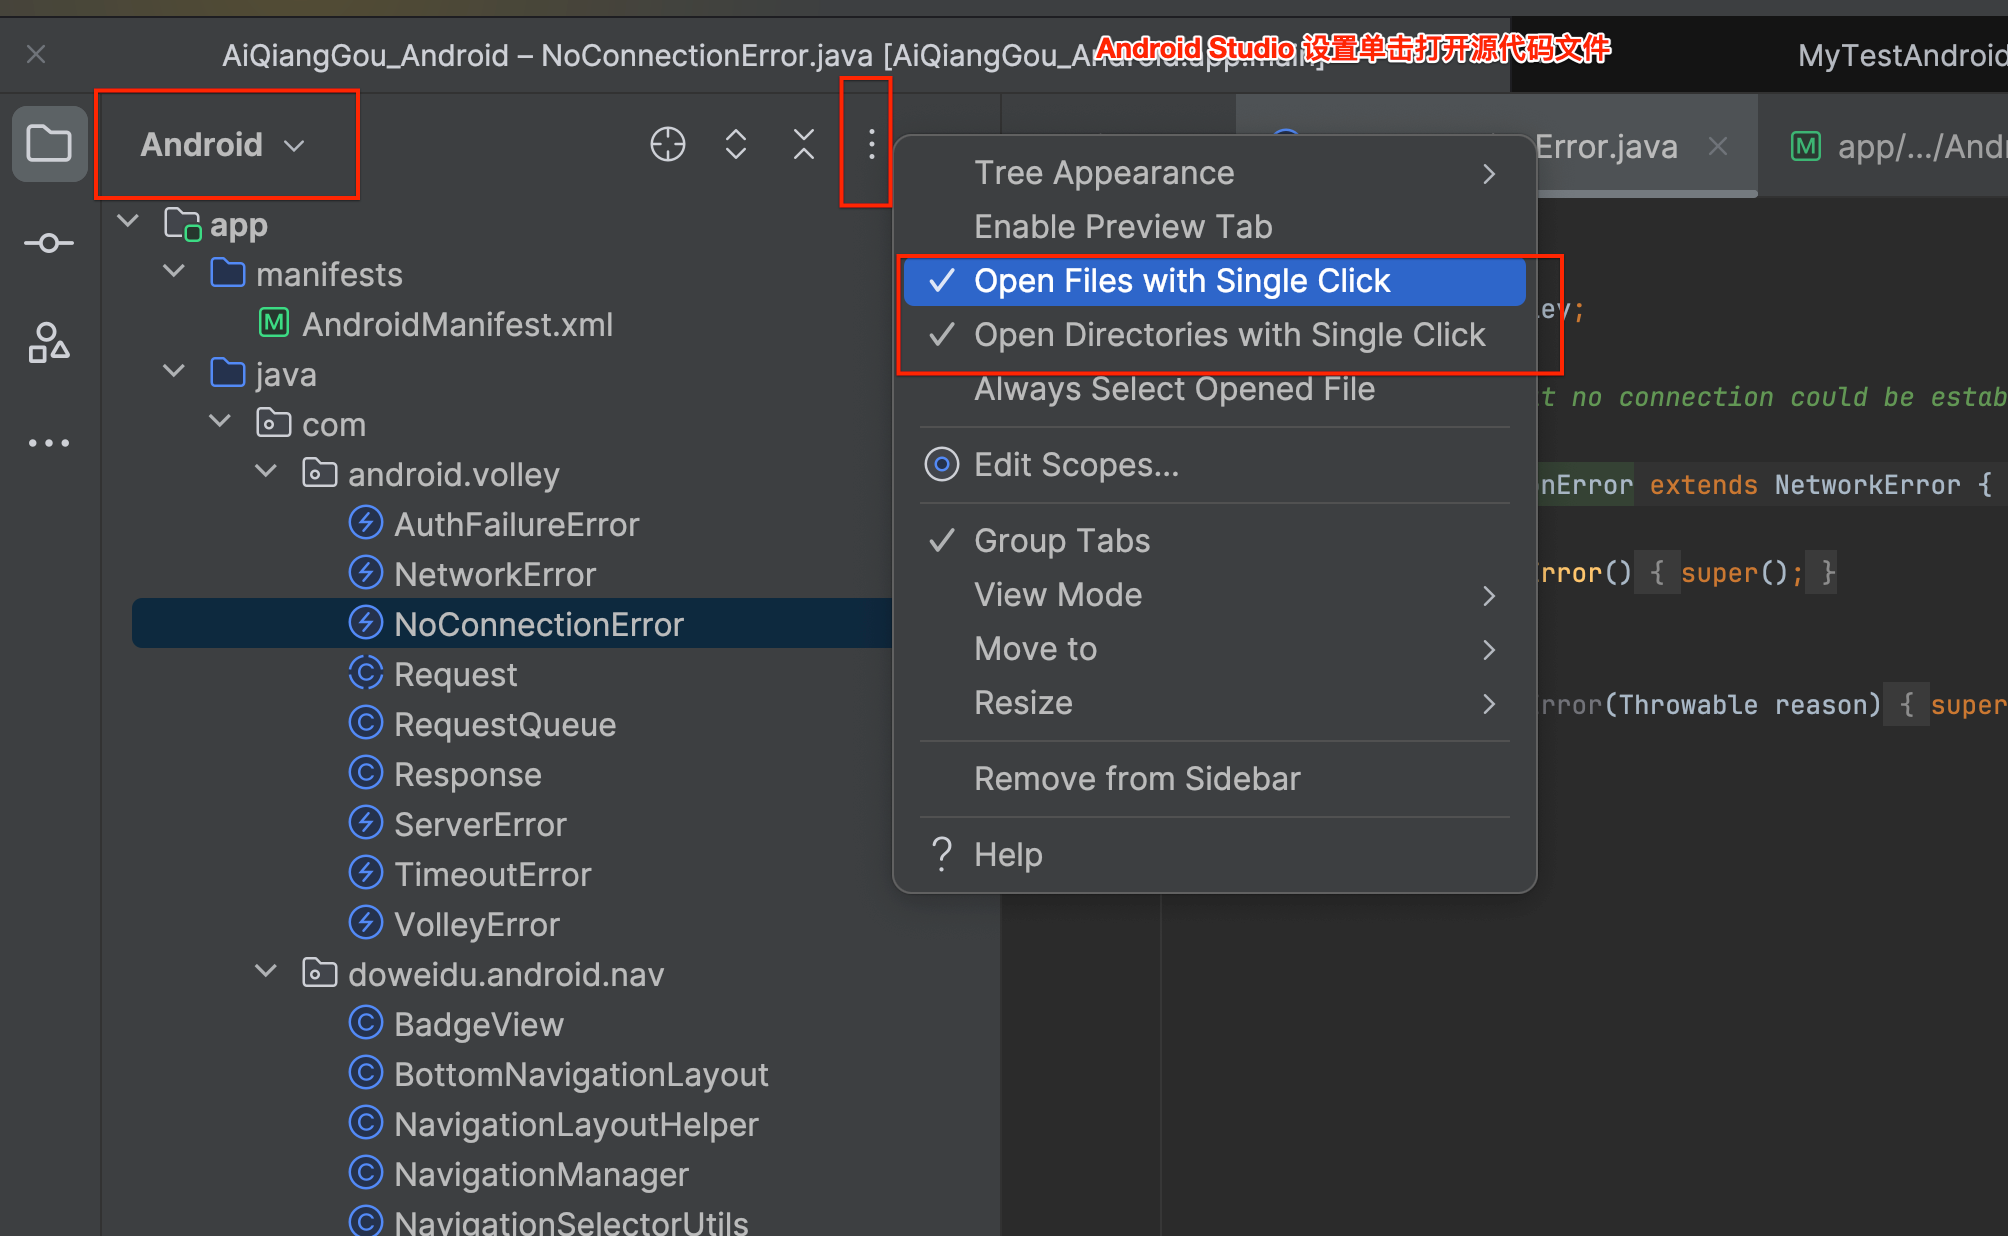 AiQiangGou_Android – NoConnectionError.java [AiQiangGou_Android.app.main]
Android Studio 设置单击打开源代码文件
MyTestAndroid
Android
Error.java
M app/.../And
app
manifests
M AndroidManifest.xml
java
com
android.volley
AuthFailureError
NetworkError
NoConnectionError
C Request
C RequestQueue
C Response
ServerError
TimeoutError
VolleyError
doweidu.android.nav
C BadgeView
C BottomNavigationLayout
C NavigationLayoutHelper
C NavigationManager
C NavigationSelectorUtils
Tree Appearance
Enable Preview Tab
Open Files with Single Click
Open Directories with Single Click
Always Select Opened File
Edit Scopes...
Group Tabs
View Mode
Move to
Resize
Remove from Sidebar
? Help
ey;
t no connection could be estab
nError extends NetworkError {
rror() { super(); }
rror(Throwable reason) { super